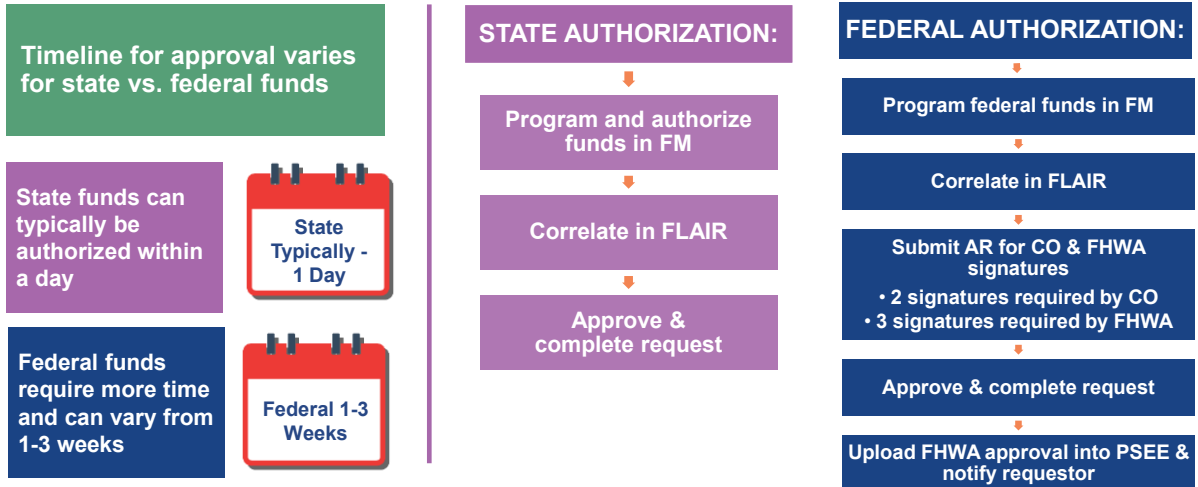 Timeline for approval varies
for state vs. federal funds
State funds can
typically be
authorized within
a day
State
Typically -
1 Day
Federal funds
require more time
and can vary from
1-3 weeks
Federal 1-3
Weeks
STATE AUTHORIZATION:
Program and authorize
funds in FM
Correlate in FLAIR
Approve &
complete request
FEDERAL AUTHORIZATION:
Program federal funds in FM
Correlate in FLAIR
Submit AR for CO & FHWA
signatures
• 2 signatures required by CO
• 3 signatures required by FHWA
Approve & complete request
Upload FHWA approval into PSEE &
notify requestor